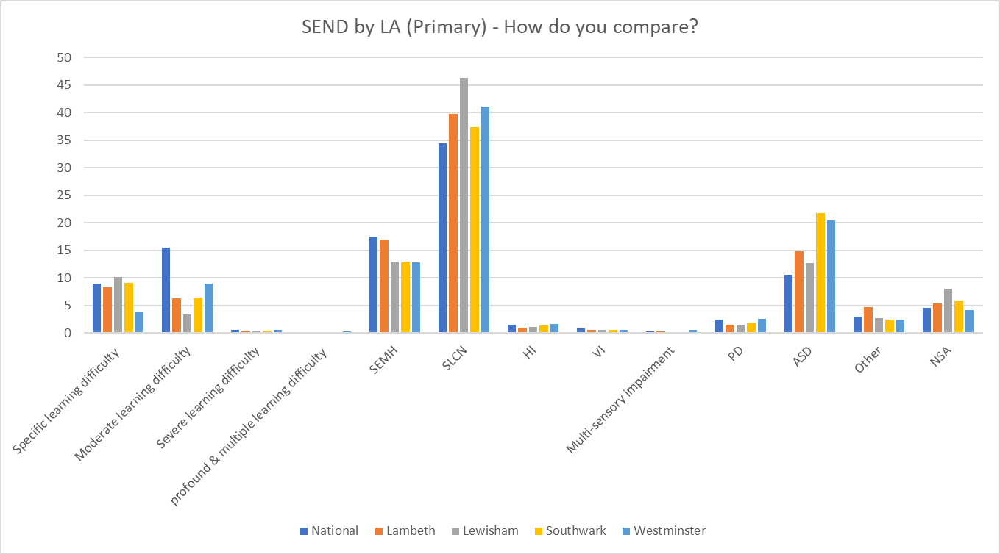 SEND by LA (Primary) - How do you compare?
50
45
40
35
30
25
20
15
10
5
0
Specific learning difficulty
Moderate learning difficulty
Severe learning difficulty
profound & multiple learning difficulty
SEMH
SLCN
HI
VI
Multi-sensory impairment
PD
ASD
Other
NSA
National Lambeth Lewisham Southwark Westminster